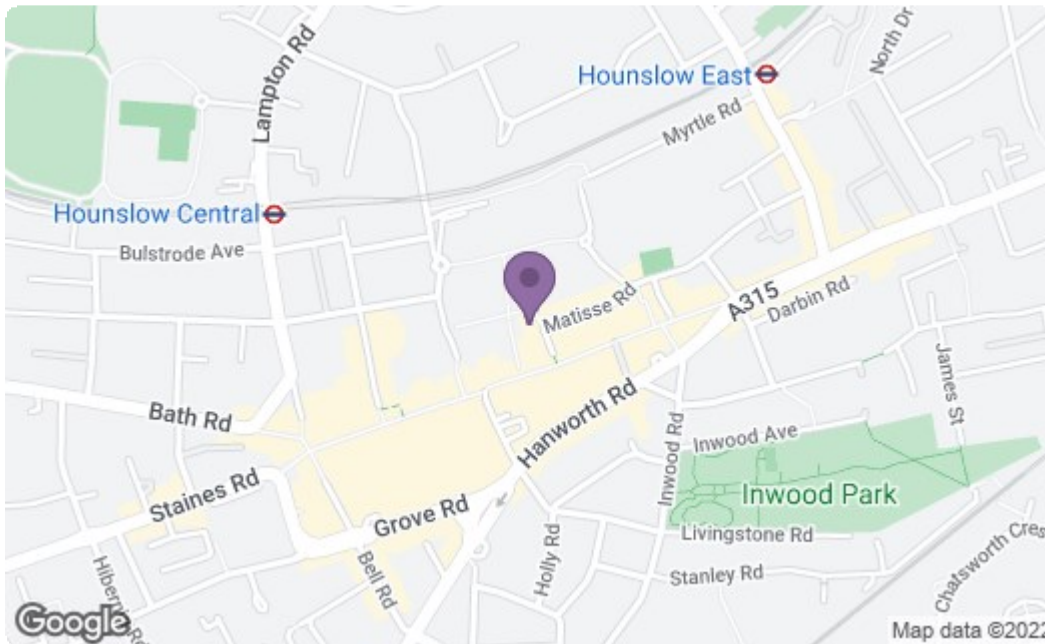 Hounslow East
North Dr
Lampton Rd
Myrtle Rd
Hounslow Central
Bulstrode Ave
A315
Matisse Rd
Darbin Rd
James St
Bath Rd
Hanworth Rd
Inwood Rd
Inwood Ave
Staines Rd
Inwood Park
Grove Rd
Livingstone Rd
Holly Rd
Bell Rd
Stanley Rd
Chatsworth Cres
Google
Map data ©2022